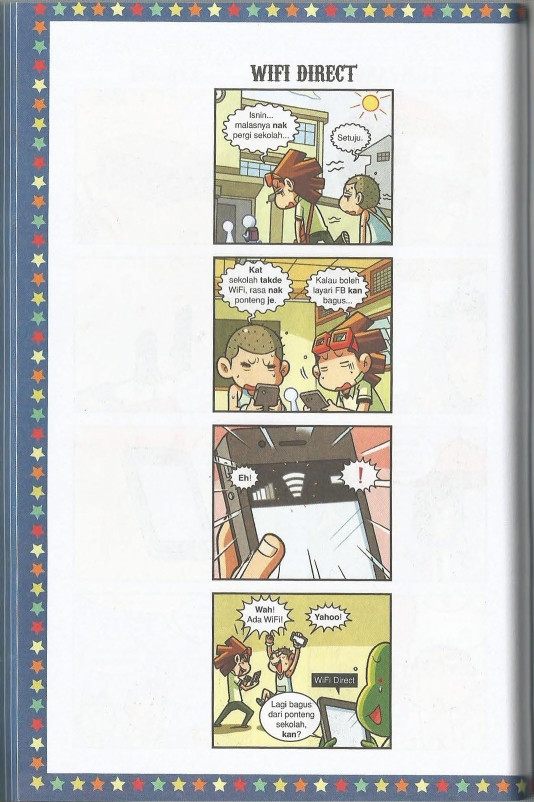 WIFI DIRECT
Isnin...
malasnya nak
pergi sekolah...
Setuju.
Kat
sekolah takde
WiFi, rasa nak
ponteng je.
Kalau boleh
layari FB kan
bagus...
Eh!
!
Wah!
Ada WiFi!
Yahoo!
WiFi Direct
Lagi bagus
dari ponteng
sekolah,
kan?